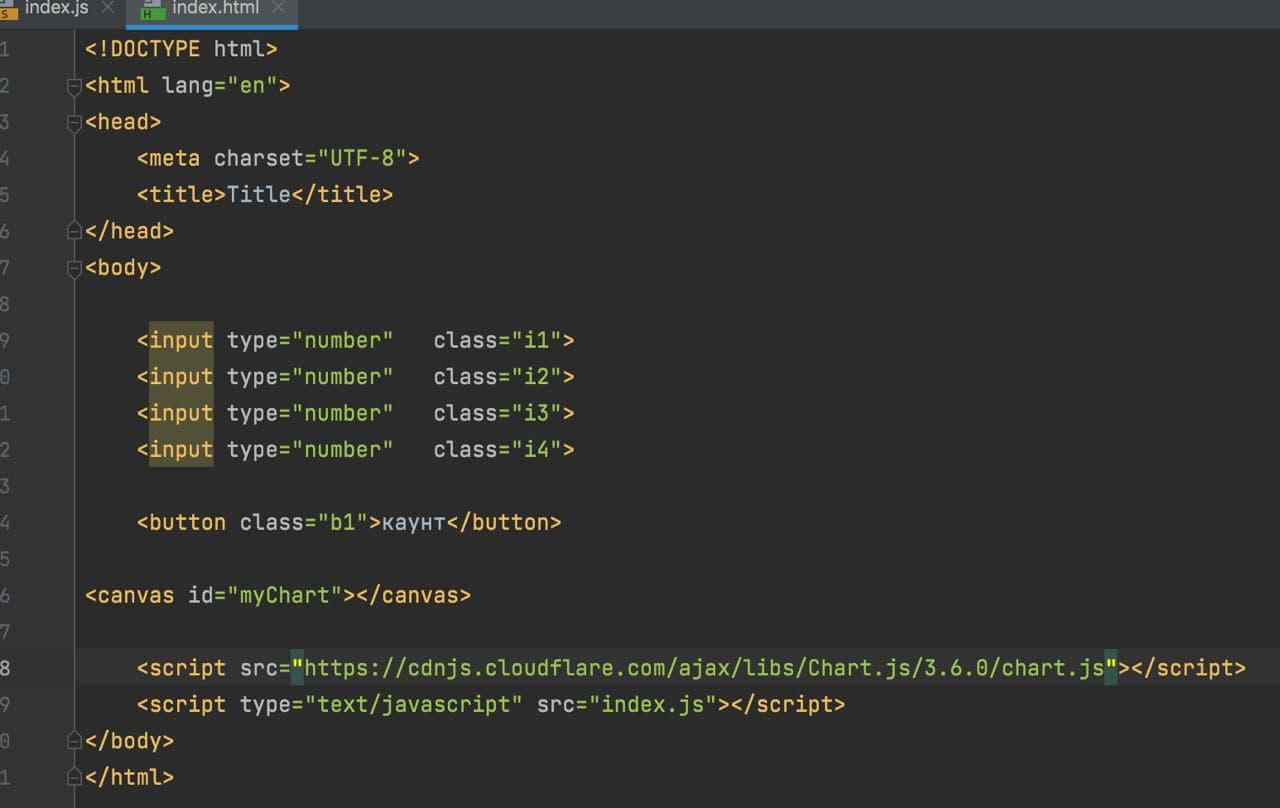 index.js index.html
1 <!DOCTYPE html>
2 <html lang="en">
3 <head>
4 <meta charset="UTF-8">
5 <title>Title</title>
6 </head>
7 <body>
8
9 <input type="number" class="i1">
0 <input type="number" class="i2">
1 <input type="number" class="i3">
2 <input type="number" class="i4">
3
4 <button class="b1">каунт</button>
5
6 <canvas id="myChart"></canvas>
7
8 <script src="https://cdnjs.cloudflare.com/ajax/libs/Chart.js/3.6.0/chart.js"></script>
9 <script type="text/javascript" src="index.js"></script>
0 </body>
1 </html>